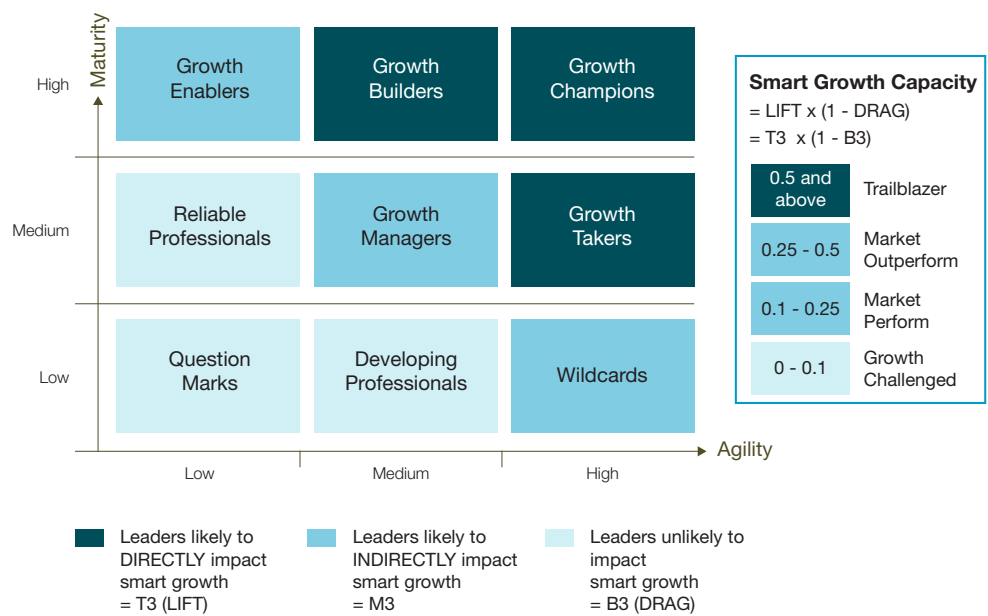 Maturity
High
Growth
Enablers
Growth
Builders
Growth
Champions
Medium
Reliable
Professionals
Growth
Managers
Growth
Takers
Low
Question
Marks
Developing
Professionals
Wildcards
Low
Medium
High
Agility
Smart Growth Capacity
= LIFT x (1 - DRAG)
= T3 x (1 - B3)
0.5 and
above
Trailblazer
0.25 - 0.5
Market
Outperform
0.1 - 0.25
Market
Perform
0 - 0.1
Growth
Challenged
Leaders likely to
DIRECTLY impact
smart growth
= T3 (LIFT)
Leaders likely to
INDIRECTLY impact
smart growth
= M3
Leaders unlikely to
impact
smart growth
= B3 (DRAG)